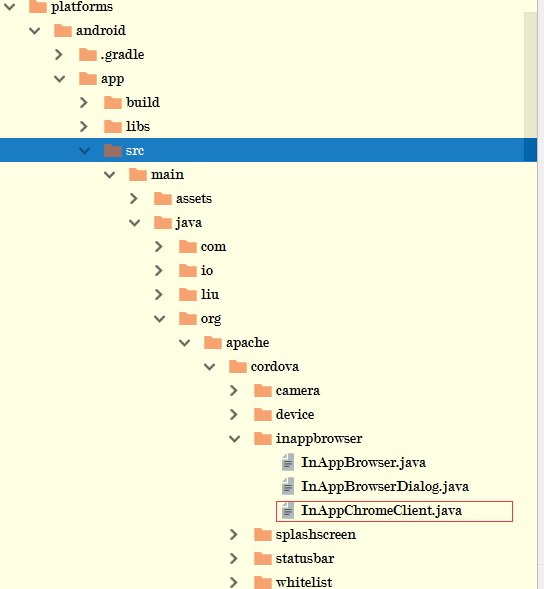 platforms
android
.gradle
app
build
libs
src
main
assets
java
com
io
liu
org
apache
cordova
camera
device
inappbrowser
InAppBrowser.java
InAppBrowserDialog.java
InAppChromeClient.java
splashscreen
statusbar
whitelist